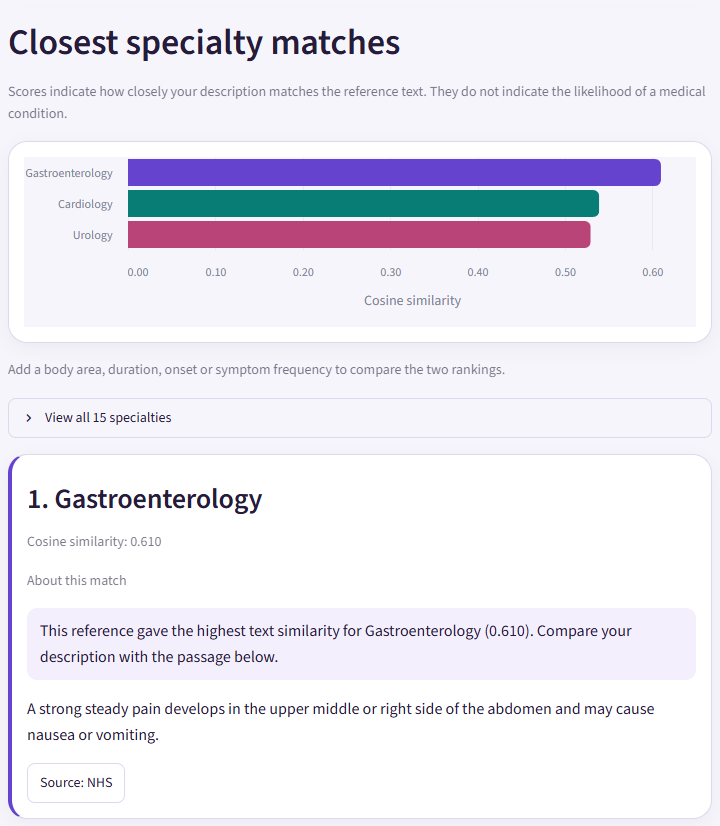 Closest specialty matches
Scores indicate how closely your description matches the reference text. They do not indicate the likelihood of a medical
condition.
Gastroenterology
Cardiology
Urology
0.00 0.10 0.20 0.30 0.40 0.50 0.60
Cosine similarity
Add a body area, duration, onset or symptom frequency to compare the two rankings.
View all 15 specialties
1. Gastroenterology
Cosine similarity: 0.610
About this match
This reference gave the highest text similarity for Gastroenterology (0.610). Compare your
description with the passage below.
A strong steady pain develops in the upper middle or right side of the abdomen and may cause
nausea or vomiting.
Source: NHS